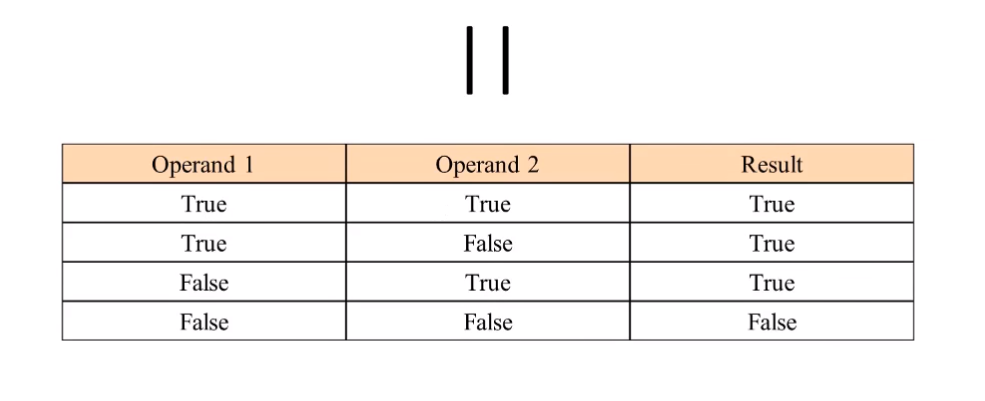 ||
Operand 1 Operand 2 Result
True True True
True False True
False True True
False False False